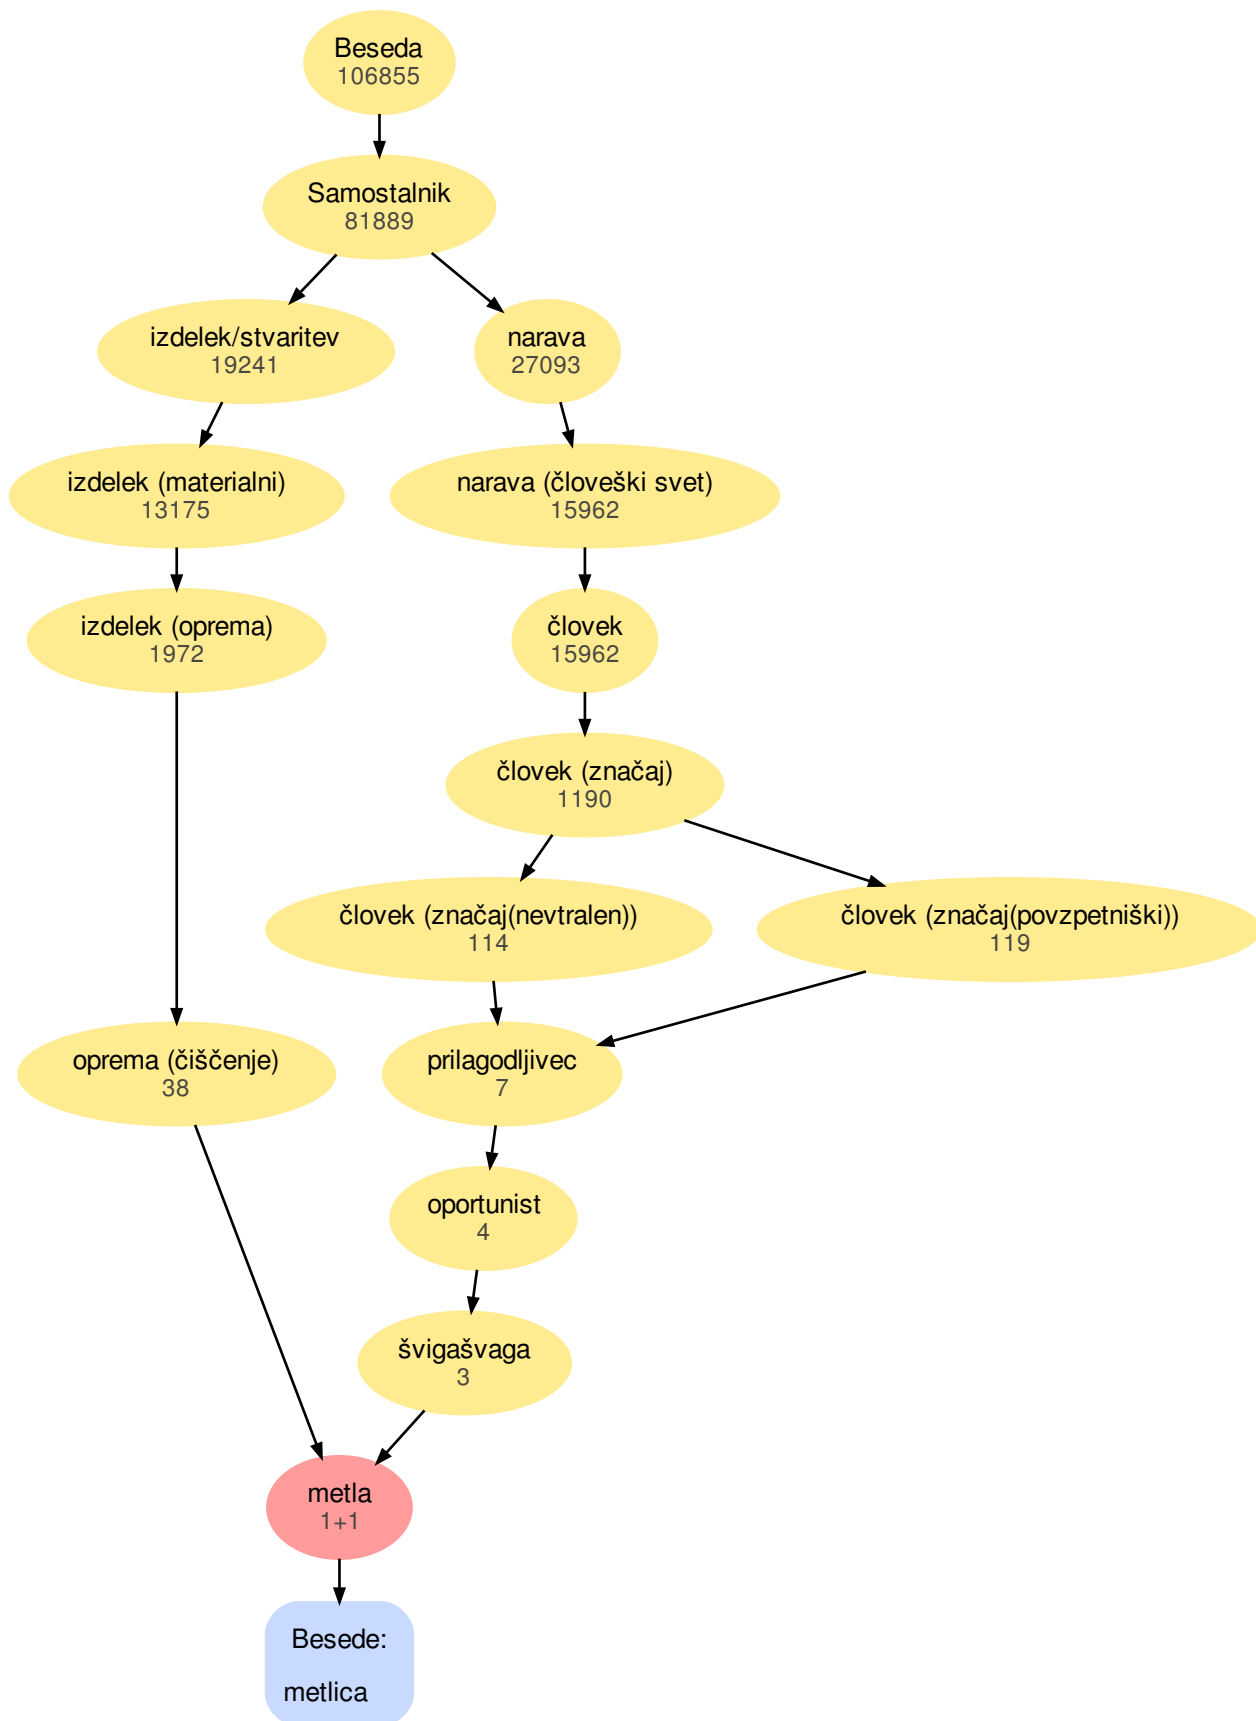 Beseda
106855
Samostalnik
81889
izdelek/stvaritev
19241
narava
27093
izdelek (materialni)
13175
narava (človeški svet)
15962
izdelek (oprema)
1972
človek
15962
človek (značaj)
1190
človek (značaj(nevtralen))
114
človek (značaj(povzpetniški))
119
oprema (čiščenje)
38
prilagodljivec
7
oportunist
4
švigašvaga
3
metla
1+1
Besede:
metlica